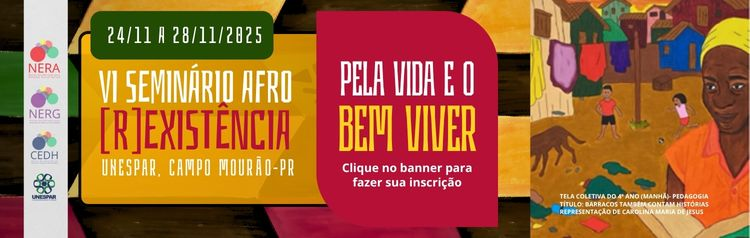 24/11 A 28/11/2025
VI SEMINÁRIO AFRO
[R]EXISTÊNCIA
UNESPAR, CAMPO MOURÃO-PR
PELA VIDA E O
BEM VIVER
Clique no banner para
fazer sua inscrição
NERA
NERG
CEDH
UNESPAR
TELA COLETIVA DO 4º ANO (MANHÃ)- PEDAGOGIA
TÍTULO: BARRACOS TAMBÉM CONTAM HISTÓRIAS
REPRESENTAÇÃO DE CAROLINA MARIA DE JESUS